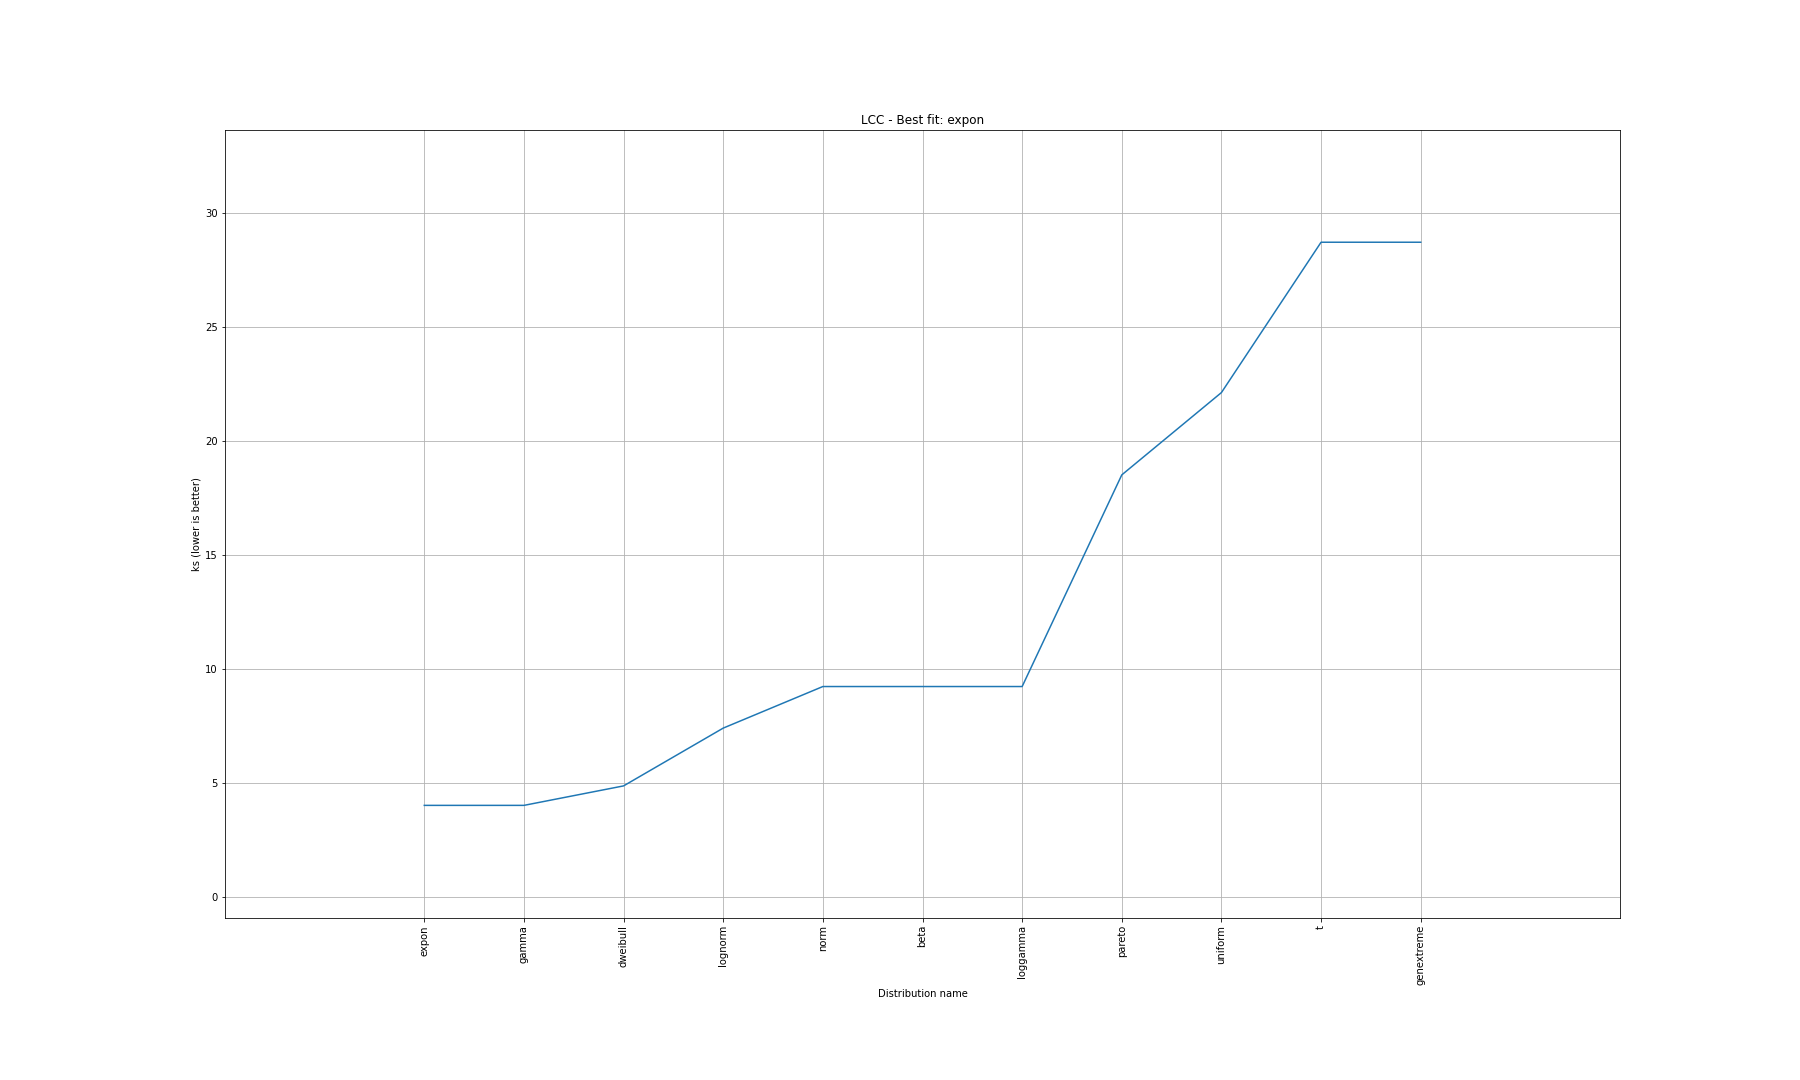 LCC - Best fit: expon
30
25
20
15
10
5
0
ks (lower is better)
expon
gamma
dweibull
lognorm
norm
beta
loggamma
pareto
uniform
t
genextreme
Distribution name